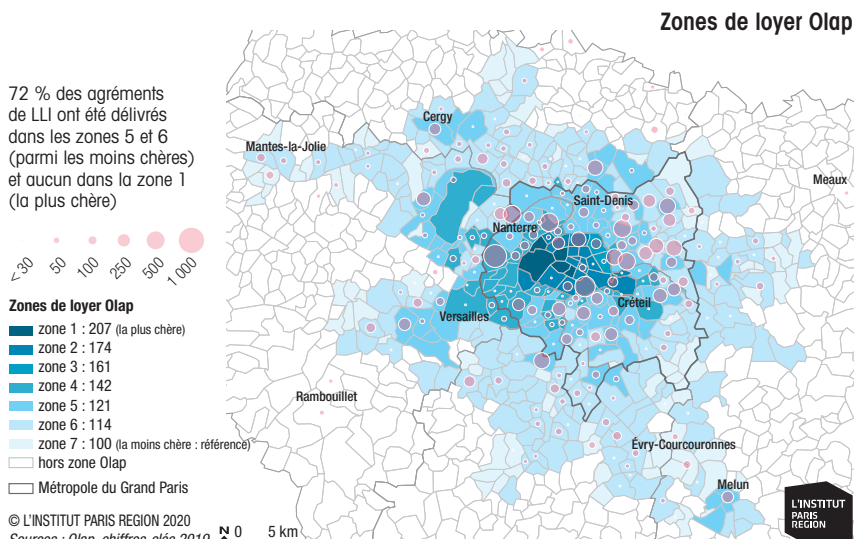 Zones de loyer Olap
72 % des agréments
de LLI ont été délivrés
dans les zones 5 et 6
(parmi les moins chères)
et aucun dans la zone 1
(la plus chère)
<30
50
100
250
500
1 000
Zones de loyer Olap
zone 1 : 207 (la plus chère)
zone 2 : 174
zone 3 : 161
zone 4 : 142
zone 5 : 121
zone 6 : 114
zone 7 : 100 (la moins chère : référence)
hors zone Olap
Métropole du Grand Paris
© L'INSTITUT PARIS REGION 2020
Sources : Olap, chiffres-clés 2019
N 0 5 km
Cergy
Mantes-la-Jolie
Meaux
Saint-Denis
Nanterre
Créteil
Versailles
Rambouillet
Évry-Courcouronnes
Melun
L'INSTITUT
PARIS
REGION